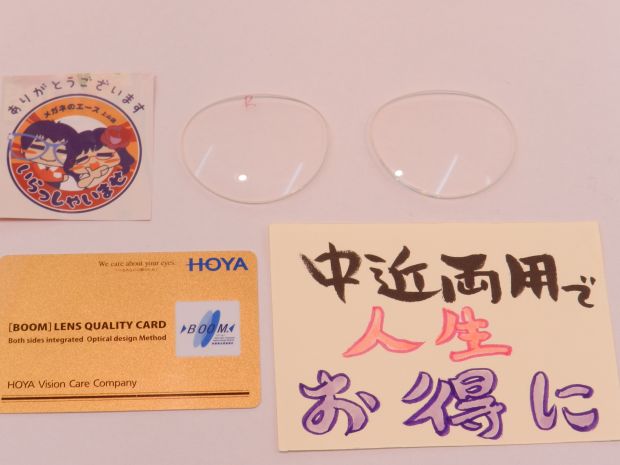 ありがとうございます
メガネのエース
いらっしゃいませ
R
We care about your eyes.
HOYA
[BOOM] LENS QUALITY CARD
Both sides integrated Optical design Method
BOOM
HOYA Vision Care Company
中近両用で
人生
お得に